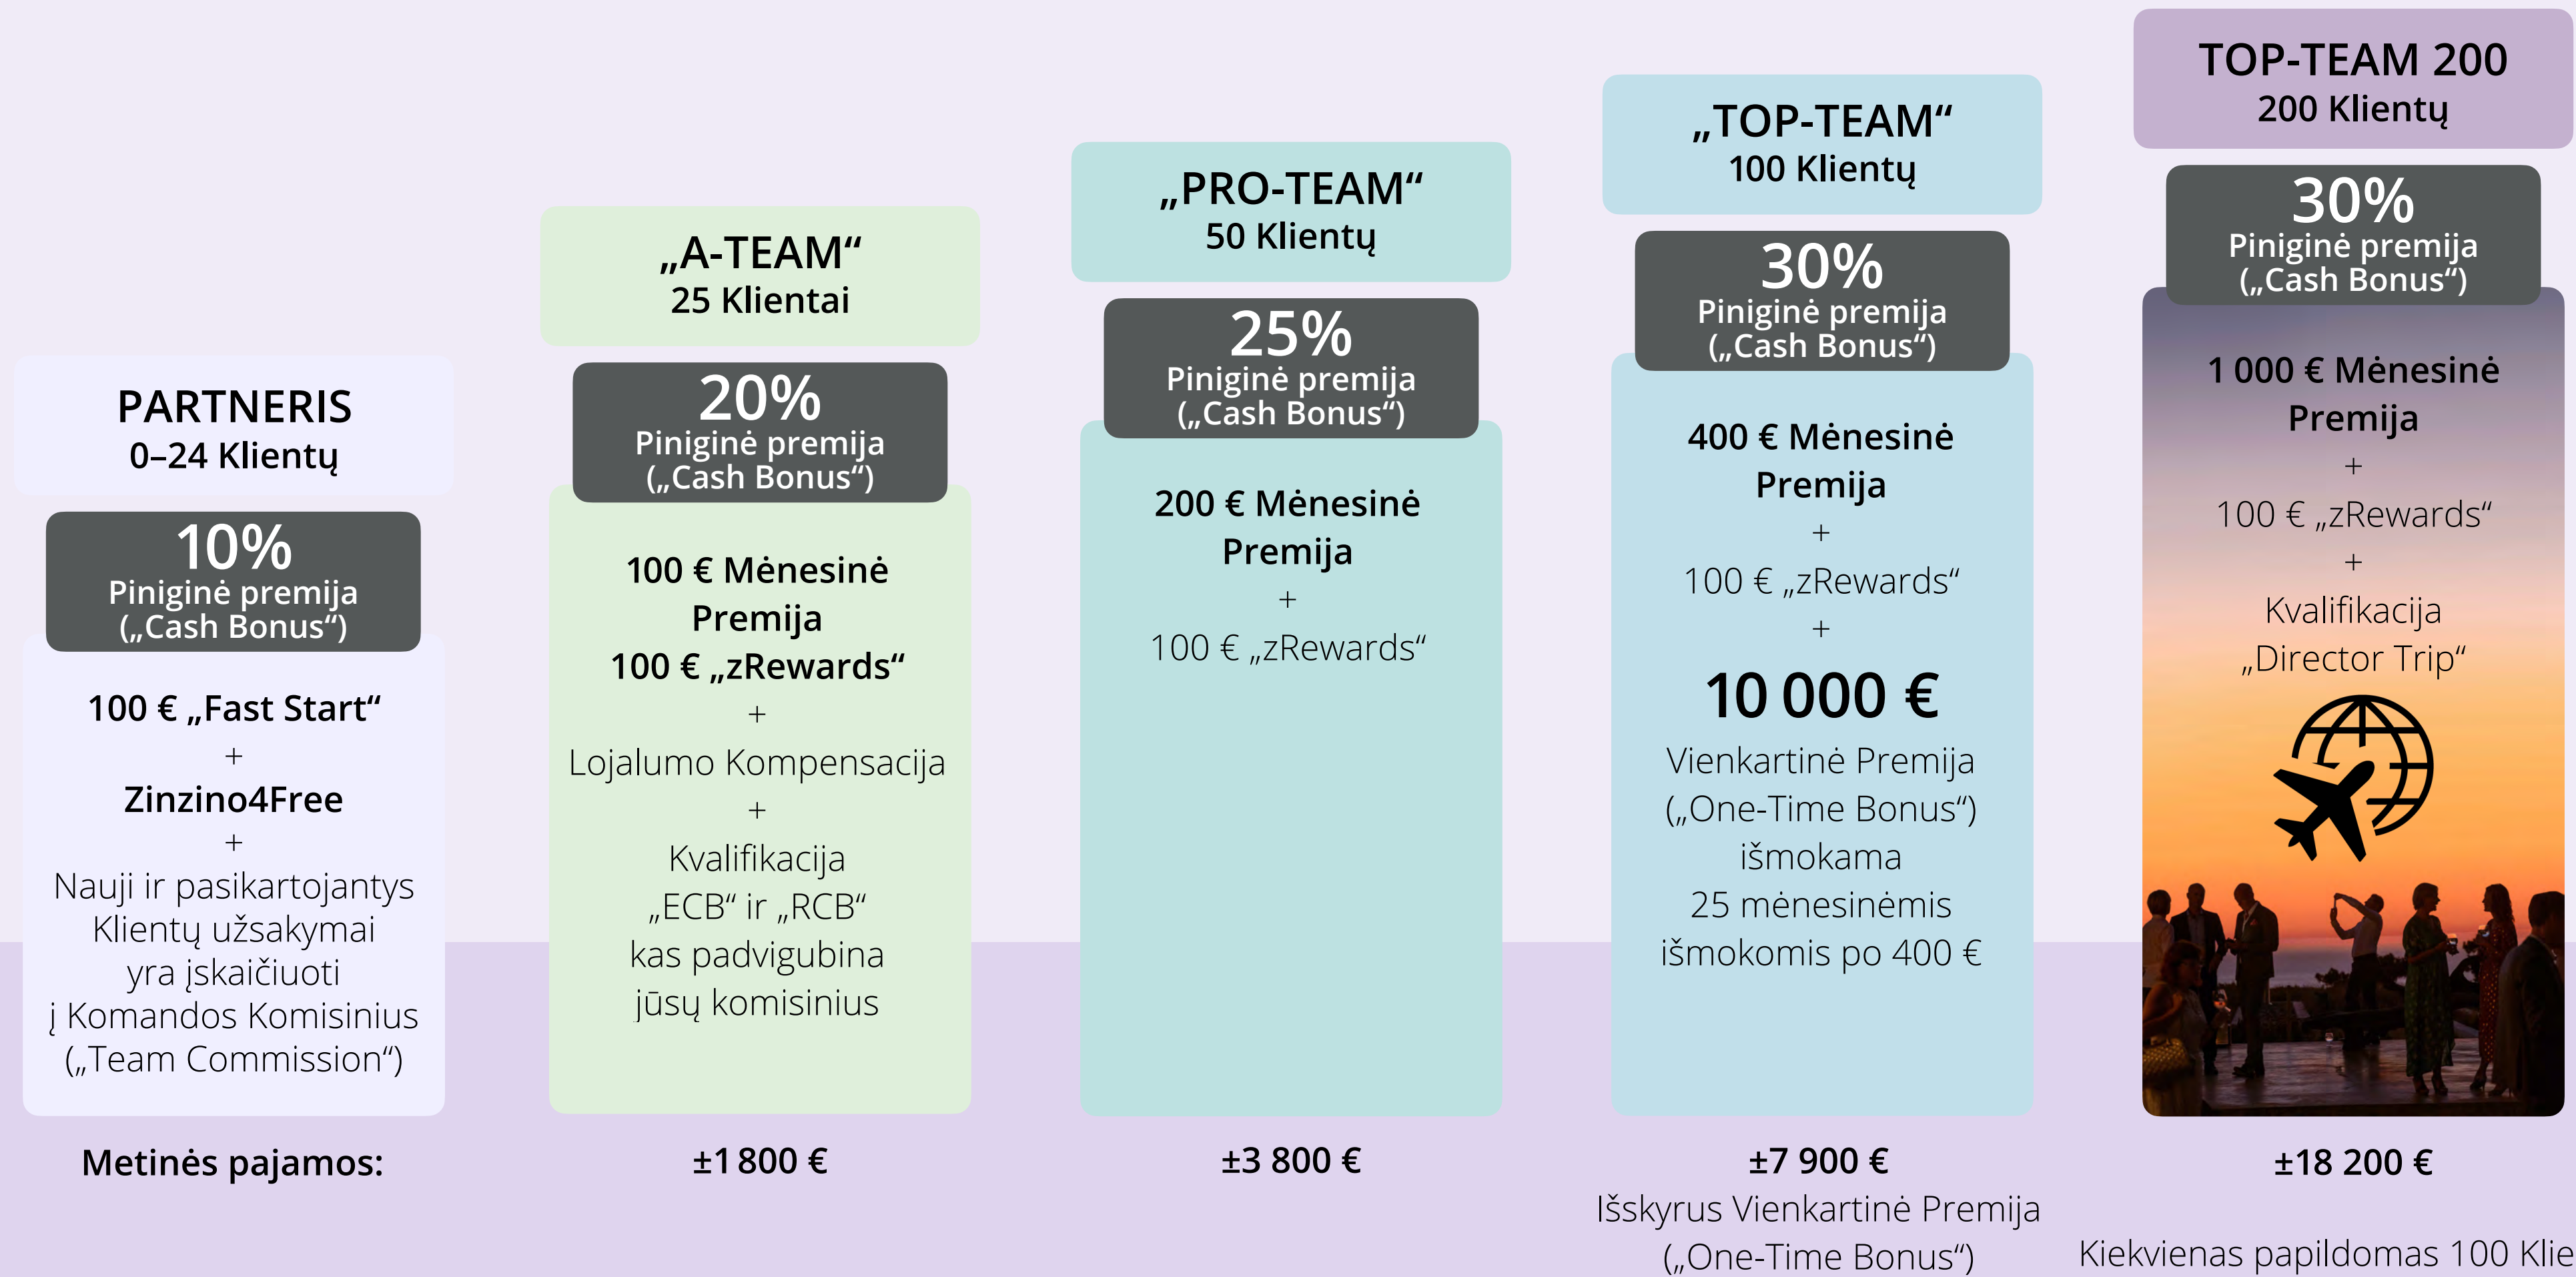 PARTNERIS
0–24 Klientų
10%
Piniginė premija
(„Cash Bonus“)
100 € „Fast Start“
+
Zinzino4Free
+
Nauji ir pasikartojantys
Klientų užsakymai
yra įskaičiuoti
į Komandos Komisinius
(„Team Commission“)
Metinės pajamos:
„A-TEAM“
25 Klientai
20%
Piniginė premija
(„Cash Bonus“)
100 € Mėnesinė
Premija
100 € „zRewards“
+
Lojalumo Kompensacija
+
Kvalifikacija
„ECB“ ir „RCB“
kas padvigubina
jūsų komisinius
±1 800 €
„PRO-TEAM“
50 Klientų
25%
Piniginė premija
(„Cash Bonus“)
200 € Mėnesinė
Premija
+
100 € „zRewards“
±3 800 €
„TOP-TEAM“
100 Klientų
30%
Piniginė premija
(„Cash Bonus“)
400 € Mėnesinė
Premija
+
100 € „zRewards“
+
10 000 €
Vienkartinė Premija
(„One-Time Bonus“)
išmokama
25 mėnesinėmis
išmokomis po 400 €
±7 900 €
Išskyrus Vienkartinė Premija
(„One-Time Bonus“)
TOP-TEAM 200
200 Klientų
30%
Piniginė premija
(„Cash Bonus“)
1 000 € Mėnesinė
Premija
+
100 € „zRewards“
+
Kvalifikacija
„Director Trip“
±18 200 €
Kiekvienas papildomas 100 Klie